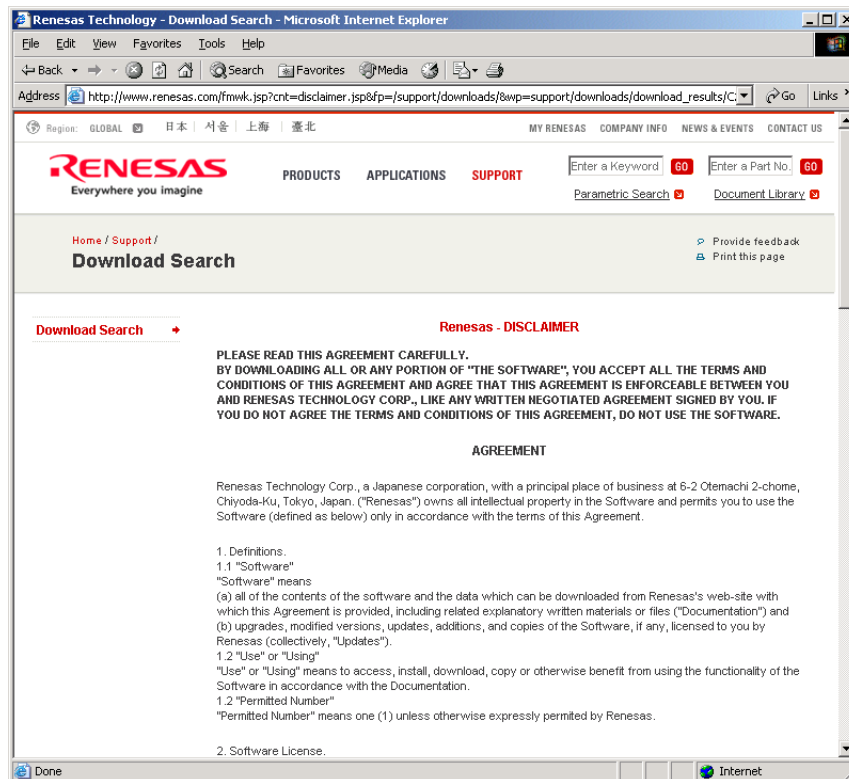 Renesas Technology - Download Search - Microsoft Internet Explorer
File Edit View Favorites Tools Help
Back Search Favorites Media
Address http://www.renesas.com/fmwk.jsp?cnt=disclaimer.jsp&fp=/support/downloads/&wp=support/downloads/download_results/C Go Links
Region: GLOBAL 日本 서울 上海 臺北 MY RENESAS COMPANY INFO NEWS & EVENTS CONTACT US
RENESAS
Everywhere you imagine
PRODUCTS APPLICATIONS SUPPORT
Enter a Keyword GO Enter a Part No. GO
Parametric Search Document Library
Home / Support /
Download Search
Provide feedback
Print this page
Download Search
Renesas - DISCLAIMER
PLEASE READ THIS AGREEMENT CAREFULLY.
BY DOWNLOADING ALL OR ANY PORTION OF "THE SOFTWARE", YOU ACCEPT ALL THE TERMS AND
CONDITIONS OF THIS AGREEMENT AND AGREE THAT THIS AGREEMENT IS ENFORCEABLE BETWEEN YOU
AND RENESAS TECHNOLOGY CORP., LIKE ANY WRITTEN NEGOTIATED AGREEMENT SIGNED BY YOU. IF
YOU DO NOT AGREE THE TERMS AND CONDITIONS OF THIS AGREEMENT, DO NOT USE THE SOFTWARE.
AGREEMENT
Renesas Technology Corp., a Japanese corporation, with a principal place of business at 6-2 Otemachi 2-chome,
Chiyoda-Ku, Tokyo, Japan. ("Renesas") owns all intellectual property in the Software and permits you to use the
Software (defined as below) only in accordance with the terms of this Agreement.
1. Definitions.
1.1 "Software"
"Software" means
(a) all of the contents of the software and the data which can be downloaded from Renesas's web-site with
which this Agreement is provided, including related explanatory written materials or files ("Documentation") and
(b) upgrades, modified versions, updates, additions, and copies of the Software, if any, licensed to you by
Renesas (collectively, "Updates").
1.2 "Use" or "Using"
"Use" or "Using" means to access, install, download, copy or otherwise benefit from using the functionality of the
Software in accordance with the Documentation.
1.2 "Permitted Number"
"Permitted Number" means one (1) unless otherwise expressly permited by Renesas.
2. Software License.
Done Internet